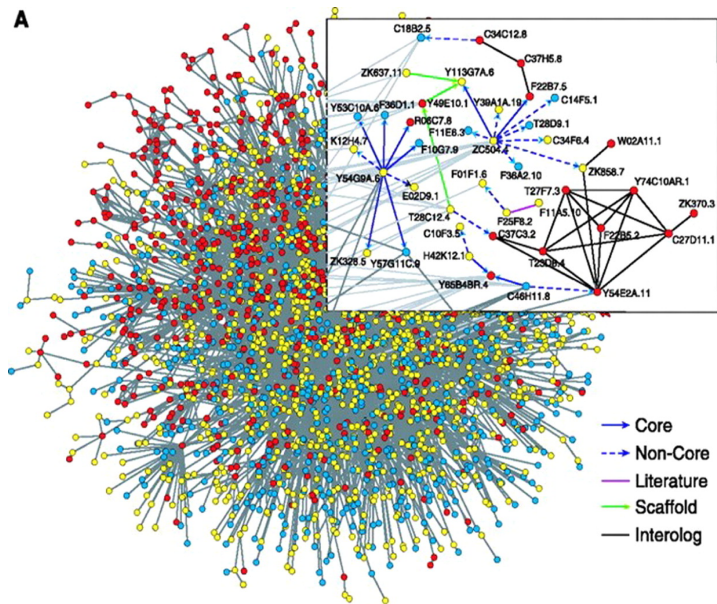 A
C18B2.5
C34C12.8
C37H5.8
ZK637.11
Y113G7A.6
F22B7.5
Y53C10A.6
F36D1.1
Y49E10.1
Y39A1A.19
C14F5.1
R06C7.8
F11E8.3
T28D9.1
K12H4.7
F10G7.9
ZC504.4
C34F6.4
W02A11.1
Y54G9A.6
F01F1.6
F36A2.10
ZK858.7
T27F7.3
Y74C10AR.1
E02D9.1
T28C12.4
F25F8.2
F11A5.10
ZK370.3
C10F3.5
C37C3.2
F22B5.2
C27D11.1
ZK328.5
Y57G11C.9
H42K12.1
T23D8.4
Y65B4BR.4
C46H11.8
Y54E2A.11
Core
Non-Core
Literature
Scaffold
Interolog